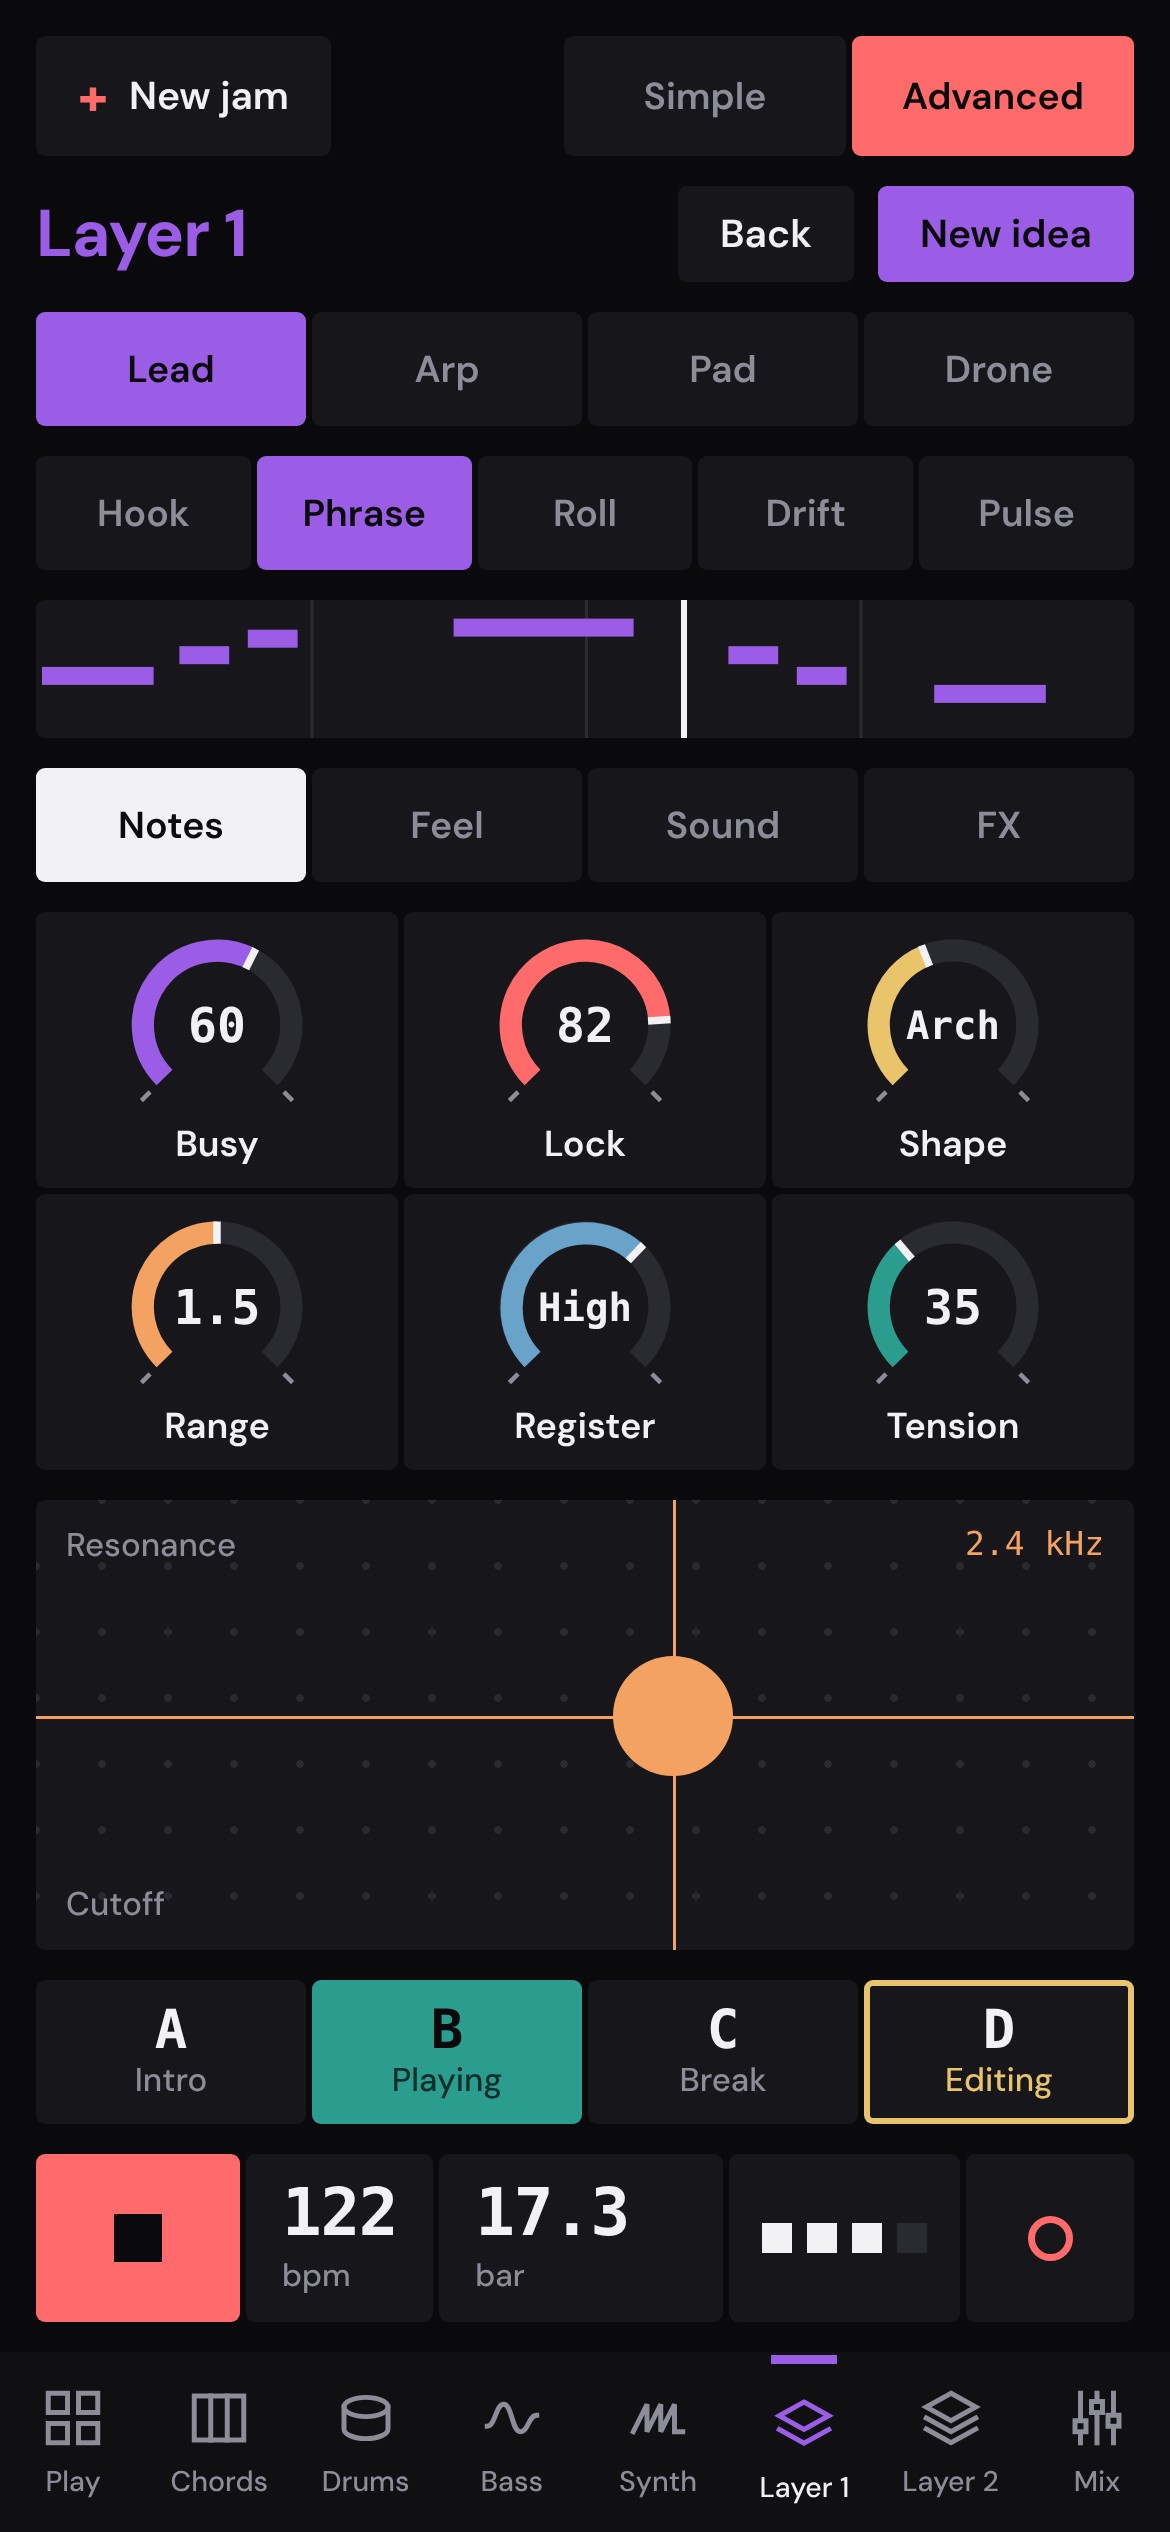 + New jam
Simple
Advanced
Layer 1
Back
New idea
Lead
Arp
Pad
Drone
Hook
Phrase
Roll
Drift
Pulse
Notes
Feel
Sound
FX
60
82
Arch
Busy
Lock
Shape
1.5
High
35
Range
Register
Tension
Resonance
2.4 kHz
Cutoff
A
B
C
D
Intro
Playing
Break
Editing
122
17.3
bpm
bar
Play
Chords
Drums
Bass
Synth
Layer 1
Layer 2
Mix